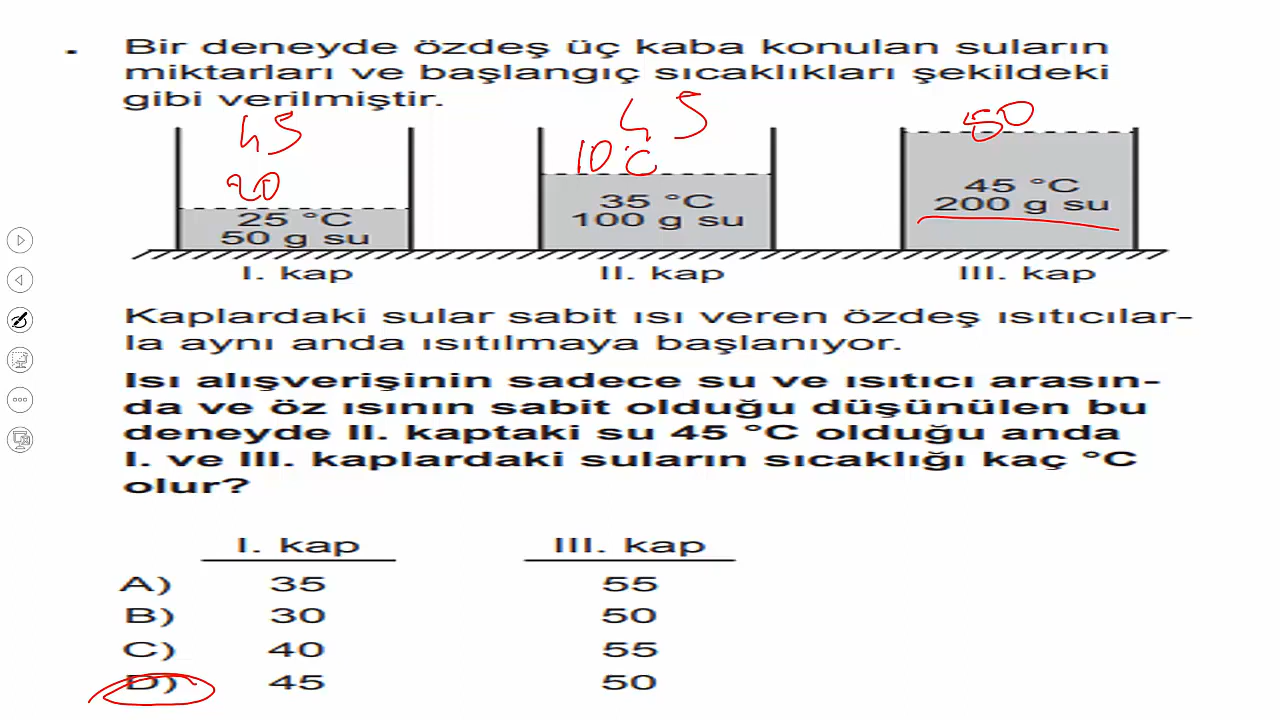 . Bir deneyde özdeş üç kaba konulan suların
miktarları ve başlangıç sıcaklıkları şekildeki
gibi verilmiştir.
45
45
50
20
10 C
25 °C
50 g su
35 °C
100 g su
45 °C
200 g su
I. kap
II. kap
III. kap
Kaplardaki sular sabit ısı veren özdeş ısıtıcılar-
la aynı anda ısıtılmaya başlanıyor.
Isı alışverişinin sadece su ve ısıtıcı arasın-
da ve öz ısının sabit olduğu düşünülen bu
deneyde II. kaptaki su 45 °C olduğu anda
I. ve III. kaplardaki suların sıcaklığı kaç °C
olur?
I. kap III. kap
A) 35 55
B) 30 50
C) 40 55
D) 45 50